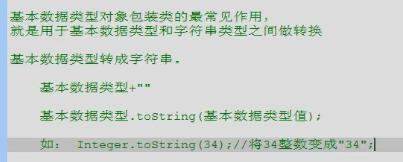 基本数据类型对象包装类的最常见作用，
就是用于基本数据类型和字符串类型之间做转换
基本数据类型转成字符串。
基本数据类型+""
基本数据类型.toString(基本数据类型值);
如： Integer.toString(34);//将34整数变成"34";